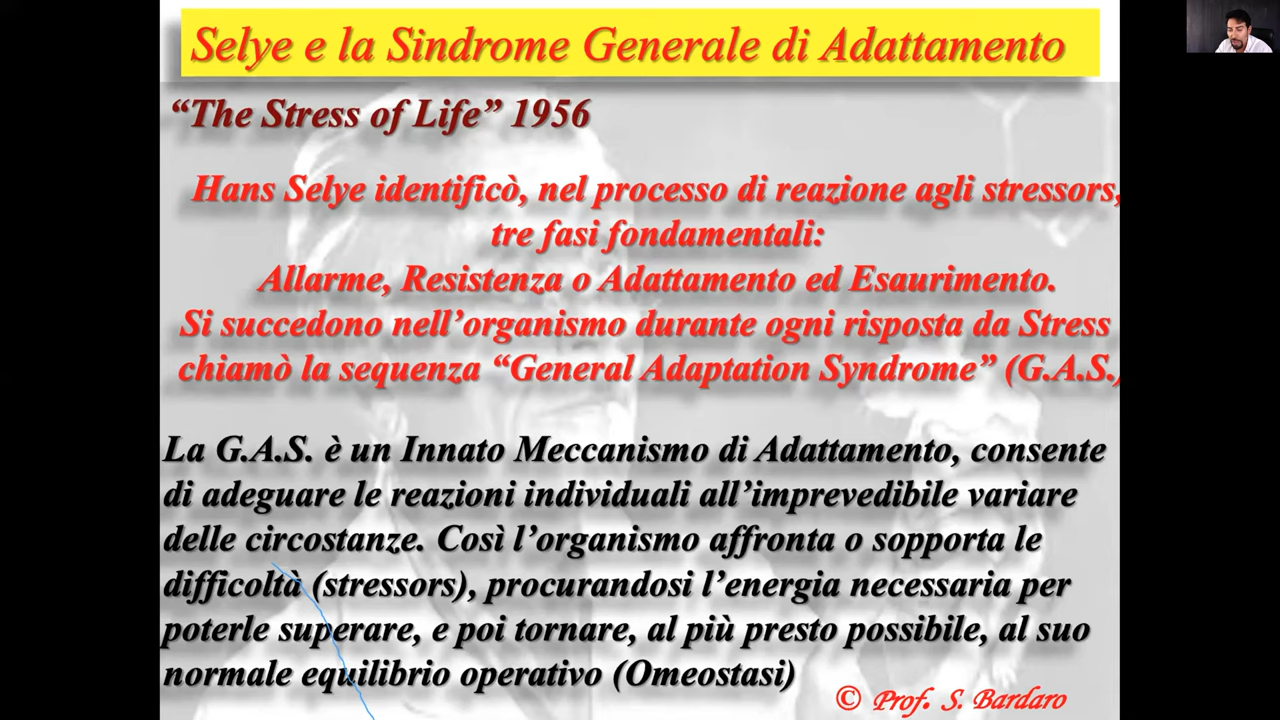 Selye e la Sindrome Generale di Adattamento
“The Stress of Life” 1956
Hans Selye identificò, nel processo di reazione agli stressors,
tre fasi fondamentali:
Allarme, Resistenza o Adattamento ed Esaurimento.
Si succedono nell’organismo durante ogni risposta da Stress
chiamò la sequenza “General Adaptation Syndrome” (G.A.S.)
La G.A.S. è un Innato Meccanismo di Adattamento, consente
di adeguare le reazioni individuali all’imprevedibile variare
delle circostanze. Così l’organismo affronta o sopporta le
difficoltà (stressors), procurandosi l’energia necessaria per
poterle superare, e poi tornare, al più presto possibile, al suo
normale equilibrio operativo (Omeostasi)
© Prof. S. Bardaro